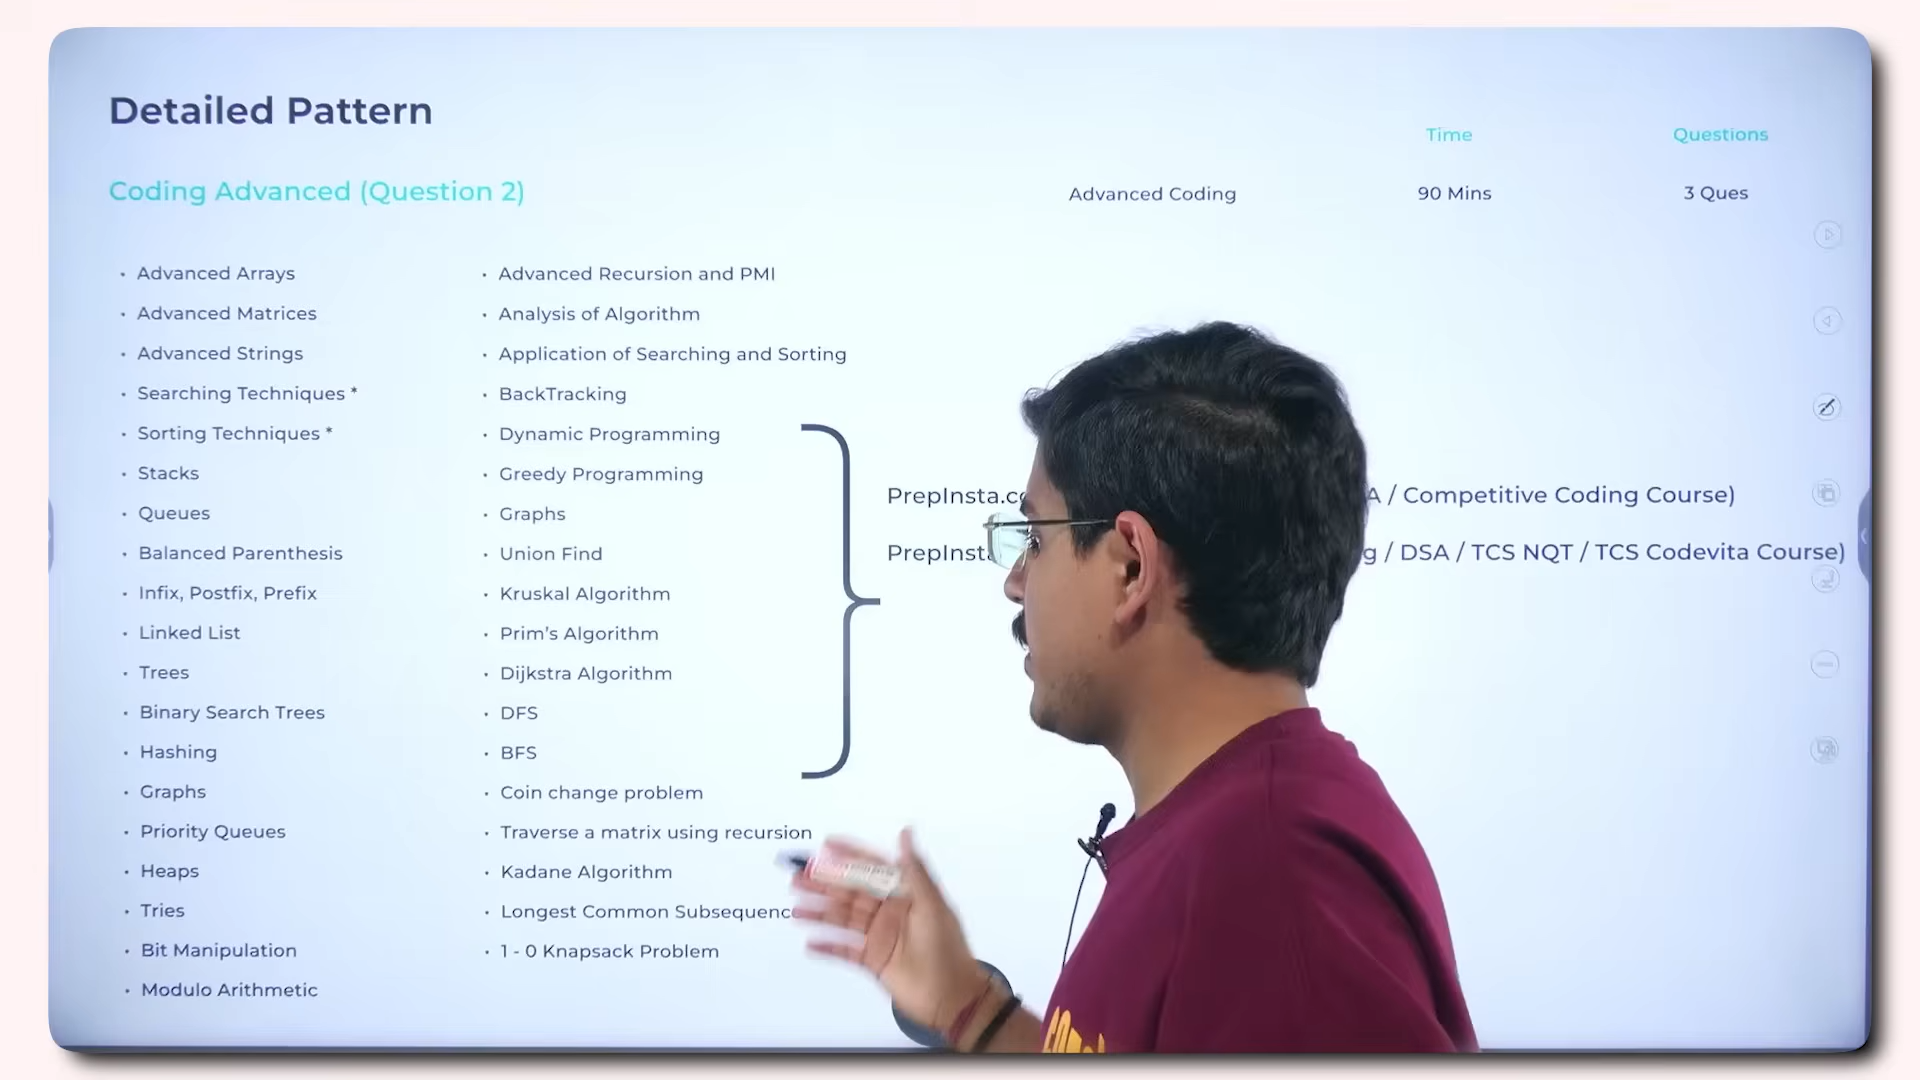 Detailed Pattern
Time
Questions
Coding Advanced (Question 2)
Advanced Coding
90 Mins
3 Ques
• Advanced Arrays
• Advanced Matrices
• Advanced Strings
• Searching Techniques *
• Sorting Techniques *
• Stacks
• Queues
• Balanced Parenthesis
• Infix, Postfix, Prefix
• Linked List
• Trees
• Binary Search Trees
• Hashing
• Graphs
• Priority Queues
• Heaps
• Tries
• Bit Manipulation
• Modulo Arithmetic
• Advanced Recursion and PMI
• Analysis of Algorithm
• Application of Searching and Sorting
• BackTracking
• Dynamic Programming
• Greedy Programming
• Graphs
• Union Find
• Kruskal Algorithm
• Prim's Algorithm
• Dijkstra Algorithm
• DFS
• BFS
• Coin change problem
• Traverse a matrix using recursion
• Kadane Algorithm
• Longest Common
• 1 - 0 Knapsack Problem
/ Competitive Coding Course)
/ DSA / TCS NQT / TCS Codevita Course)